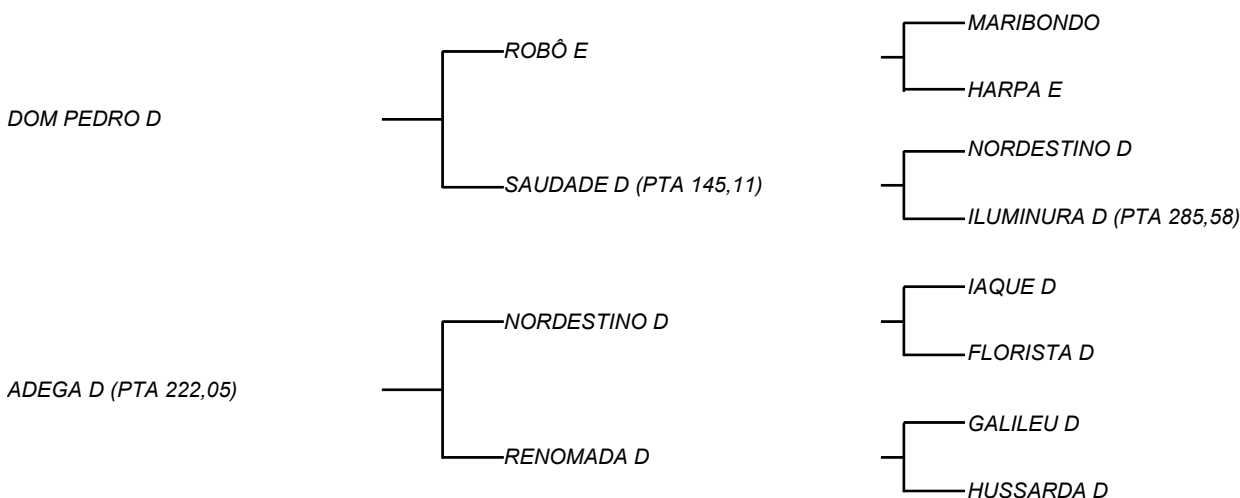 MARIBONDO
ROBÔ E
HARPA E
DOM PEDRO D
NORDESTINO D
SAUDADE D (PTA 145,11)
ILUMINURA D (PTA 285,58)
IAQUE D
NORDESTINO D
FLORISTA D
ADEGA D (PTA 222,05)
GALILEU D
RENOMADA D
HUSSARDA D